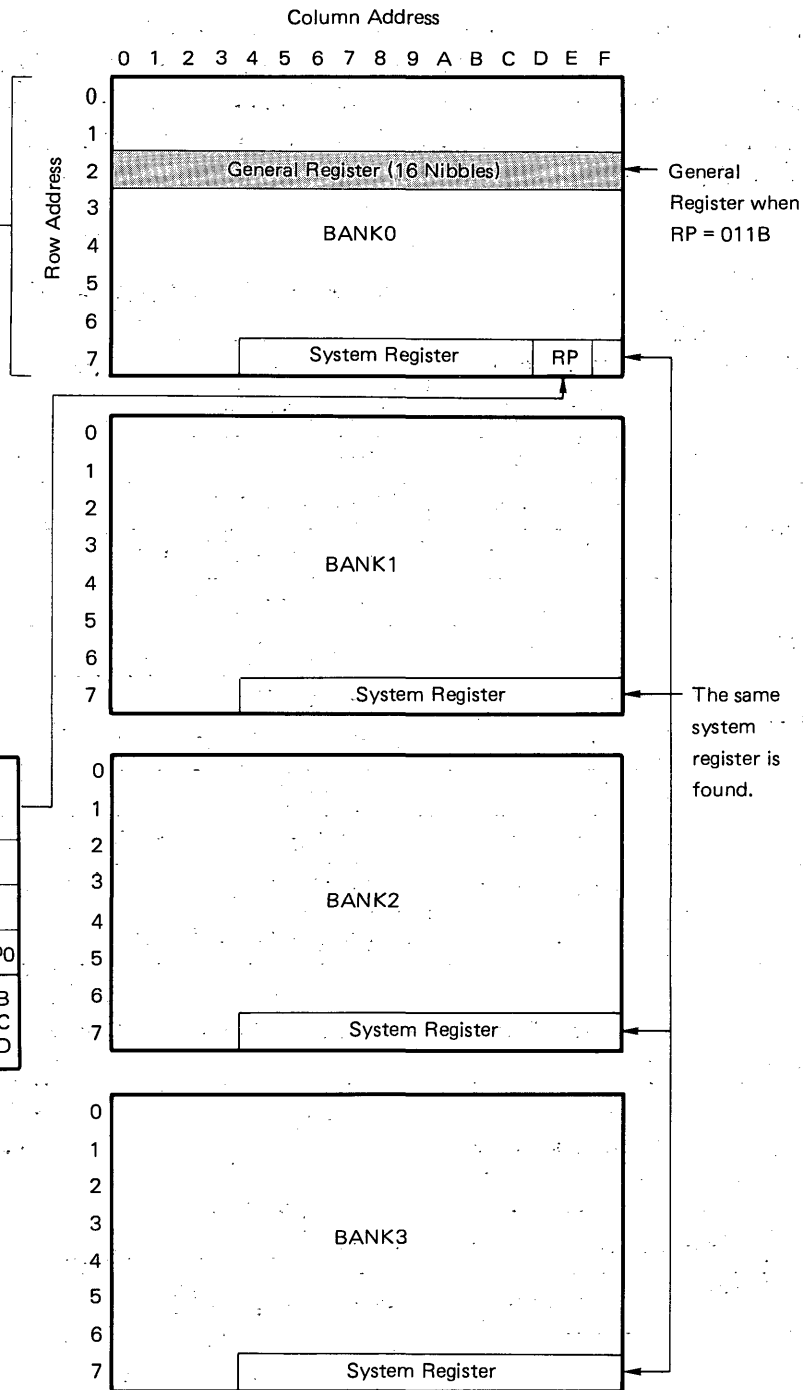 Column Address
0 1 2 3 4 5 6 7 8 9 A B C D E F
Row Address
0
1
2
General Register (16 Nibbles)
General
Register when
RP = 011B
3
BANK0
4
5
6
7
System Register
RP
0
1
2
3
BANK1
4
5
6
7
System Register
The same
system
register is
found.
0
1
2
3
BANK2
4
5
6
7
System Register
P0
B
C
D
0
1
2
3
BANK3
4
5
6
7
System Register